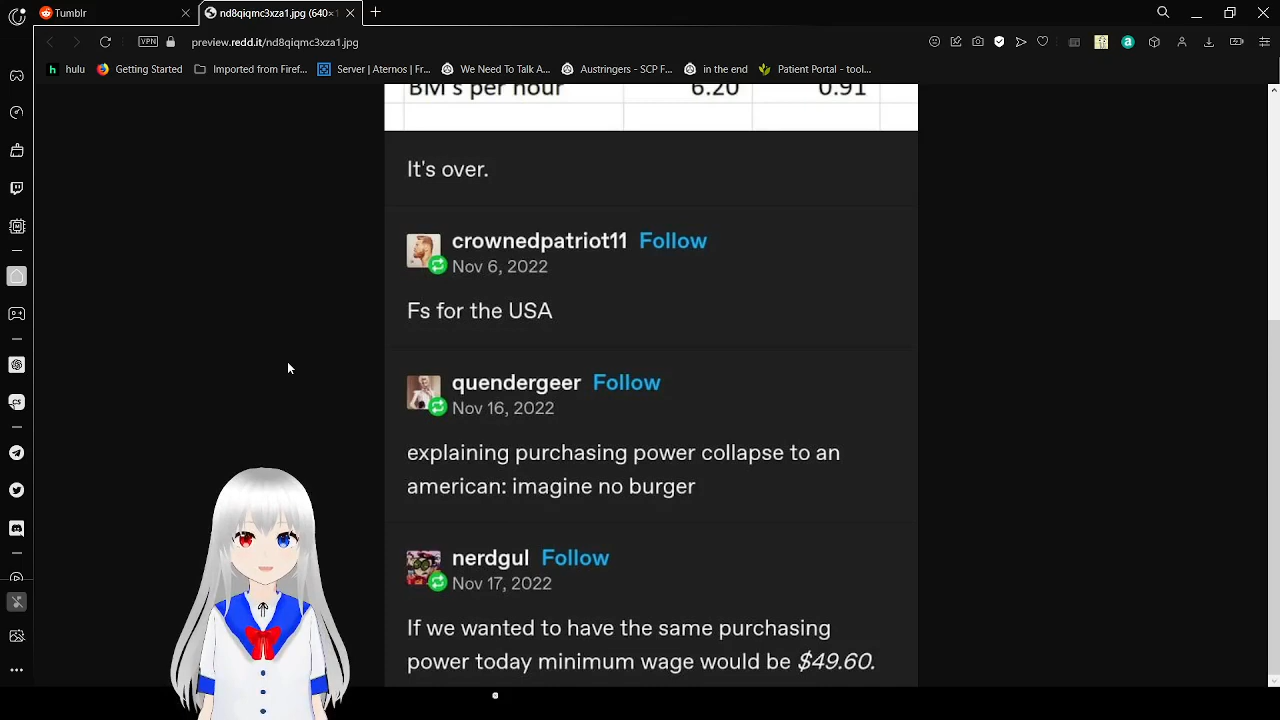 Tumblr
nd8qiqmc3xza1.jpg (640×1
VPN
preview.redd.it/nd8qiqmc3xza1.jpg
h hulu
Getting Started
Imported from Firef...
Server | Aternos | Fr...
We Need To Talk A...
Austringers - SCP F...
in the end
Patient Portal - tool...
BM's per hour 6.20 0.91
It's over.
crownedpatriot11 Follow
Nov 6, 2022
Fs for the USA
quendergeer Follow
Nov 16, 2022
explaining purchasing power collapse to an
american: imagine no burger
nerdgul Follow
Nov 17, 2022
If we wanted to have the same purchasing
power today minimum wage would be $49.60.